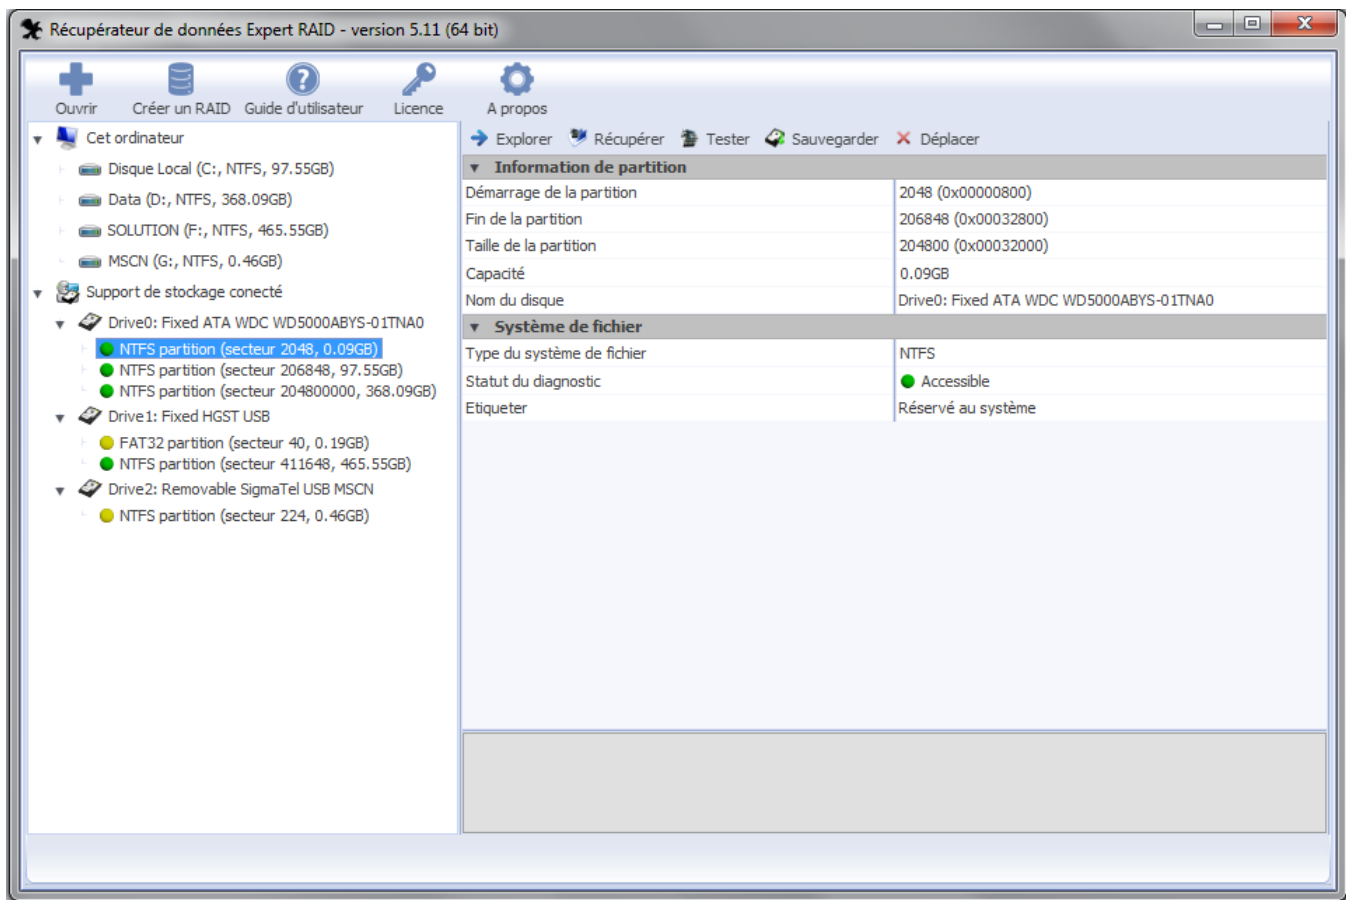 Récupérateur de données Expert RAID - version 5.11 (64 bit)
Ouvrir Créer un RAID Guide d'utilisateur Licence A propos
Cet ordinateur
Disque Local (C:, NTFS, 97.55GB)
Data (D:, NTFS, 368.09GB)
SOLUTION (F:, NTFS, 465.55GB)
MSCN (G:, NTFS, 0.46GB)
Support de stockage conecté
Drive0: Fixed ATA WDC WD5000ABYS-01TNA0
NTFS partition (secteur 2048, 0.09GB)
NTFS partition (secteur 206848, 97.55GB)
NTFS partition (secteur 204800000, 368.09GB)
Drive1: Fixed HGST USB
FAT32 partition (secteur 40, 0.19GB)
NTFS partition (secteur 411648, 465.55GB)
Drive2: Removable SigmaTel USB MSCN
NTFS partition (secteur 224, 0.46GB)
Explorer Récupérer Tester Sauvegarder Déplacer
Information de partition
Démarrage de la partition 2048 (0x00000800)
Fin de la partition 206848 (0x00032800)
Taille de la partition 204800 (0x00032000)
Capacité 0.09GB
Nom du disque Drive0: Fixed ATA WDC WD5000ABYS-01TNA0
Système de fichier
Type du système de fichier NTFS
Statut du diagnostic Accessible
Etiqueter Réservé au système